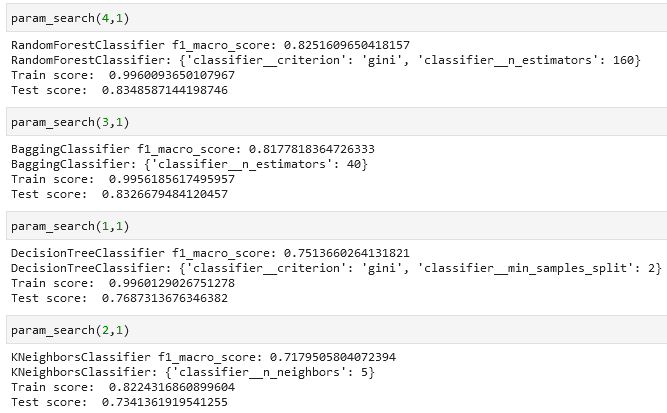 param_search(4,1)
RandomForestClassifier f1_macro_score: 0.8251609650418157
RandomForestClassifier: {'classifier__criterion': 'gini', 'classifier__n_estimators': 160}
Train score:  0.9960093650107967
Test score:  0.8348587144198746
param_search(3,1)
BaggingClassifier f1_macro_score: 0.8177818364726333
BaggingClassifier: {'classifier__n_estimators': 40}
Train score:  0.9956185617495957
Test score:  0.8326679484120457
param_search(1,1)
DecisionTreeClassifier f1_macro_score: 0.7513660264131821
DecisionTreeClassifier: {'classifier__criterion': 'gini', 'classifier__min_samples_split': 2}
Train score:  0.9960129026751278
Test score:  0.7687313676346382
param_search(2,1)
KNeighborsClassifier f1_macro_score: 0.7179505804072394
KNeighborsClassifier: {'classifier__n_neighbors': 5}
Train score:  0.8224316860899604
Test score:  0.7341361919541255